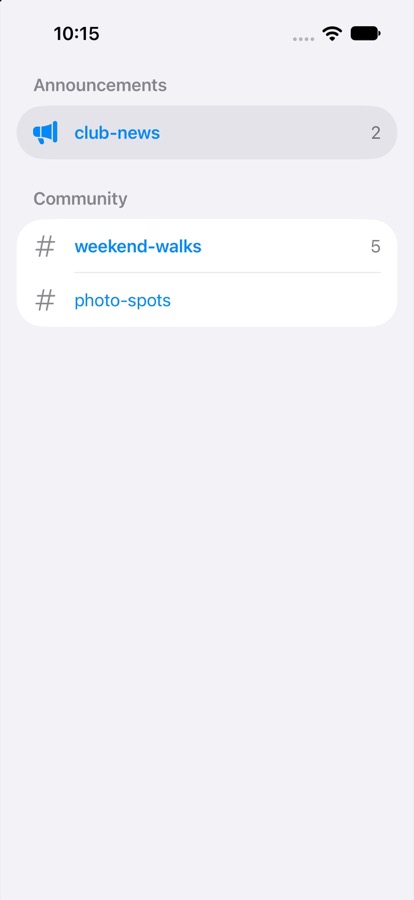 10:15
Announcements
club-news 2
Community
weekend-walks 5
photo-spots